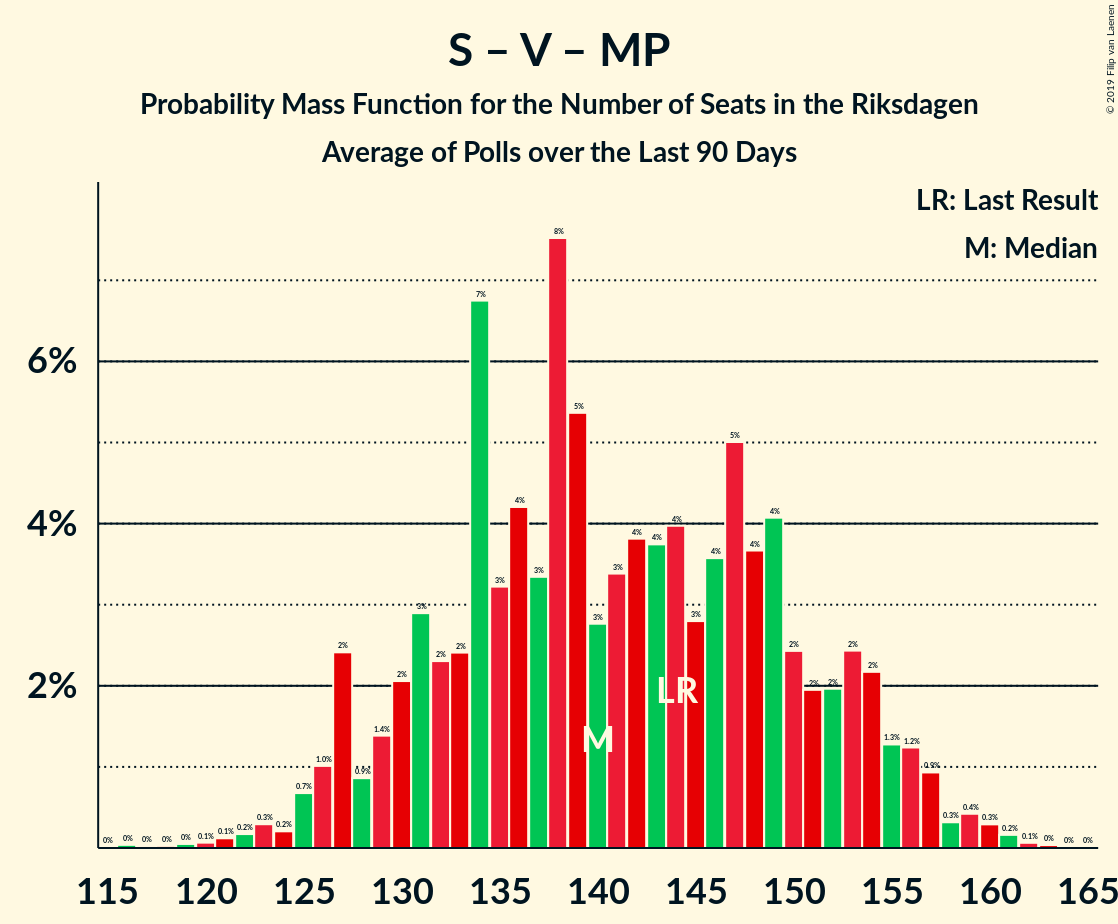 S – V – MP
Probability Mass Function for the Number of Seats in the Riksdagen
Average of Polls over the Last 90 Days
© 2019 Filip van Laenen
LR: Last Result
M: Median
6%
4%
2%
0% 0% 0% 0% 0% 0.1% 0.1% 0.2% 0.3% 0.2% 0.7% 1.0% 2% 0.9% 1.4% 2% 3% 2% 2% 7% 3% 4% 3% 8% 5% 3% 3% 4% 4% 4% 3% 4% 5% 4% 4% 2% 2% 2% 2% 2% 1.3% 1.2% 0.9% 0.3% 0.4% 0.3% 0.2% 0.1% 0% 0% 0%
LR
M
115 120 125 130 135 140 145 150 155 160 165